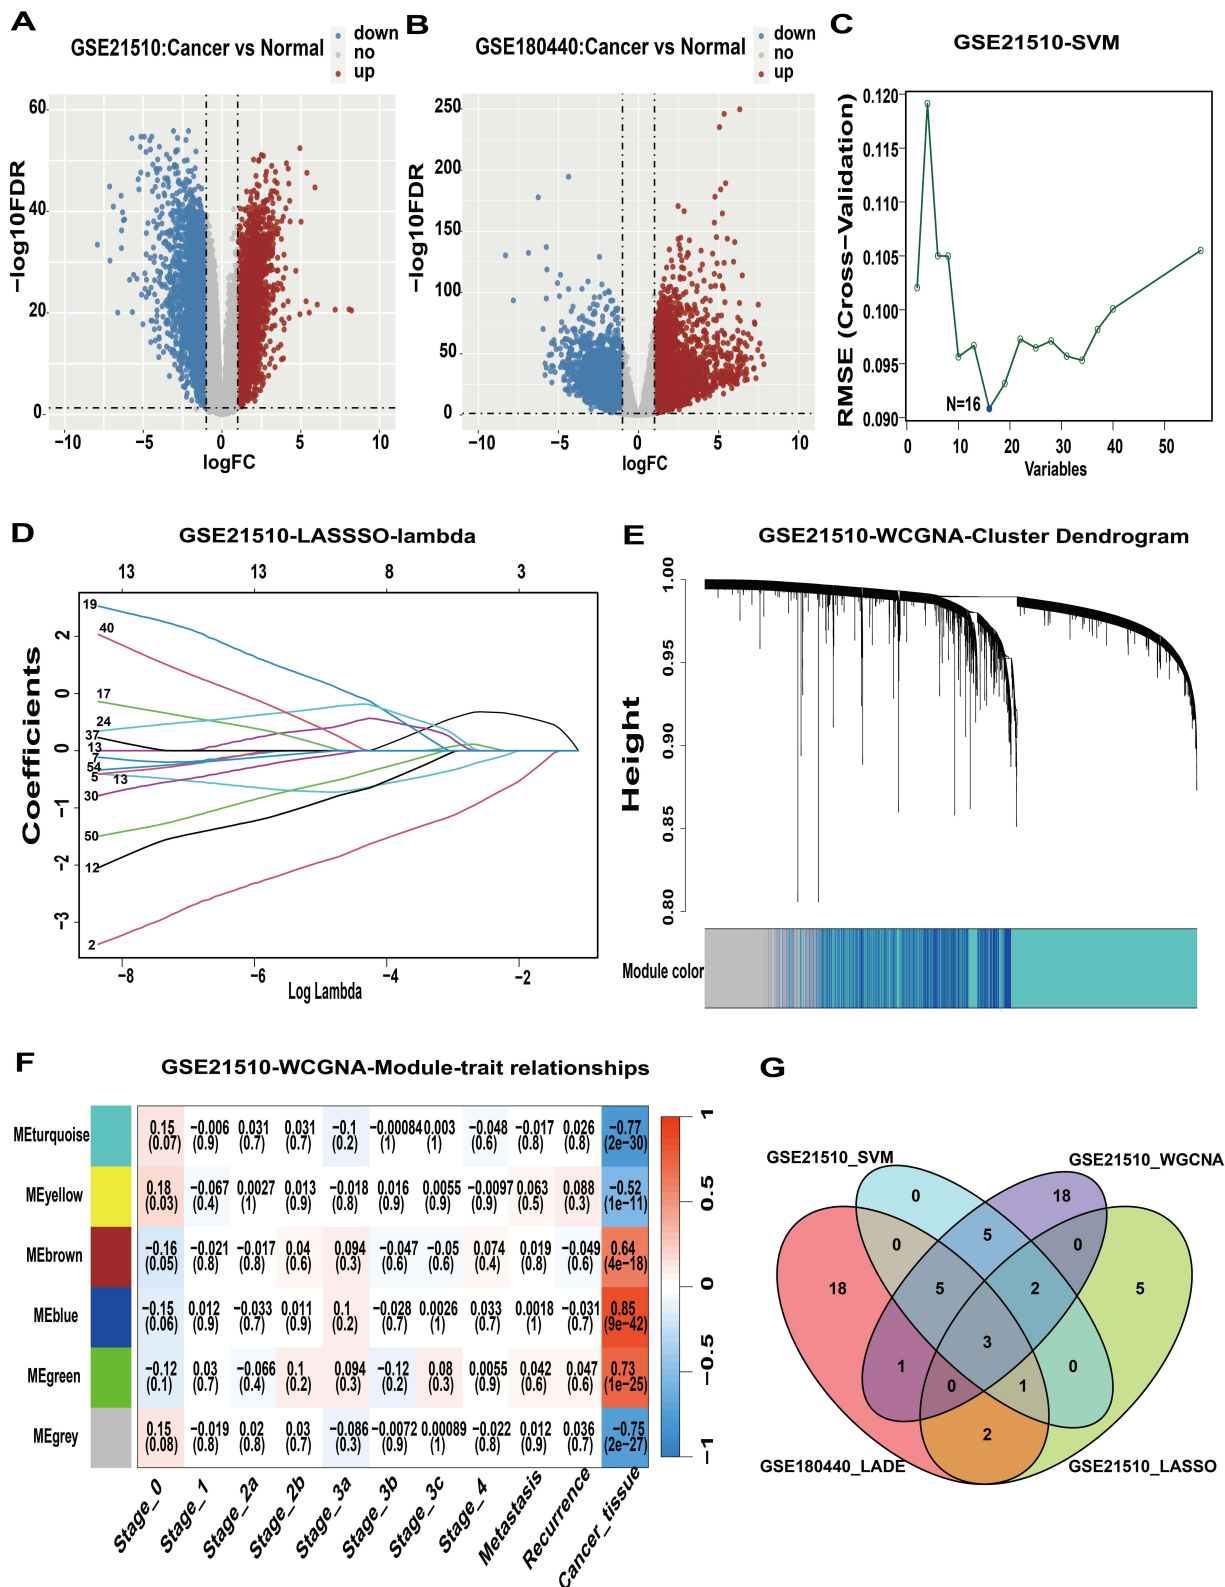 A
GSE21510:Cancer vs Normal
down
no
up
60
40
20
0
−10
−5
0
5
10
−log10FDR
logFC
B
GSE180440:Cancer vs Normal
down
no
up
250
200
150
100
50
0
−10
−5
0
5
10
−log10FDR
logFC
C
GSE21510-SVM
0.120
0.115
0.110
0.105
0.100
0.095
0.090
N=16
0
10
20
30
40
50
RMSE (Cross−Validation)
Variables
D
GSE21510-LASSSO-lambda
13
13
8
3
2
0
0
−1
−2
−3
19
40
17
24
37
13
7
54
5
13
30
50
12
2
−8
−6
−4
−2
Coefficients
Log Lambda
E
GSE21510-WCGNA-Cluster Dendrogram
1.00
0.95
0.90
0.85
0.80
Height
Module color
F
GSE21510-WCGNA-Module-trait relationships
MEturquoise
0.15 −0.006 0.031 0.031 −0.1 −0.00084 0.003 −0.048 −0.017 0.026 −0.77
(0.07) (0.9) (0.7) (0.7) (0.2) (1) (1) (0.6) (0.8) (0.8) (2e−30)
MEyellow
0.18 −0.067 0.0027 0.013 −0.018 0.016 0.0055 −0.0097 0.063 0.088 −0.52
(0.03) (0.4) (1) (0.9) (0.8) (0.9) (0.9) (0.9) (0.5) (0.3) (1e−11)
MEbrown
−0.16 −0.021 −0.017 0.04 0.094 −0.047 −0.05 0.074 0.019 −0.049 0.64
(0.05) (0.8) (0.8) (0.6) (0.3) (0.6) (0.6) (0.4) (0.8) (0.6) (4e−18)
MEblue
−0.15 0.012 −0.033 0.011 0.1 −0.028 0.0026 0.033 0.0018 −0.031 0.85
(0.06) (0.9) (0.7) (0.9) (0.2) (0.7) (1) (0.7) (1) (0.7) (9e−42)
MEgreen
−0.12 0.03 −0.066 0.1 0.094 −0.12 0.08 0.0055 0.042 0.047 0.73
(0.1) (0.7) (0.4) (0.2) (0.3) (0.2) (0.3) (0.9) (0.6) (0.6) (1e−25)
MEgrey
0.15 −0.019 0.02 0.03 −0.086 −0.0072 0.00089 −0.022 0.012 0.036 −0.75
(0.08) (0.8) (0.8) (0.7) (0.3) (0.9) (1) (0.8) (0.9) (0.7) (2e−27)
Stage_0
Stage_1
Stage_2a
Stage_2b
Stage_3a
Stage_3b
Stage_3c
Stage_4
Metastasis
Recurrence
Cancer_tissue
1
0.5
0
−0.5
−1
G
GSE21510_SVM
GSE21510_WGCNA
0
18
0
5
0
18
5
2
5
3
1
0
0
1
2
GSE180440_LADE
GSE21510_LASSO